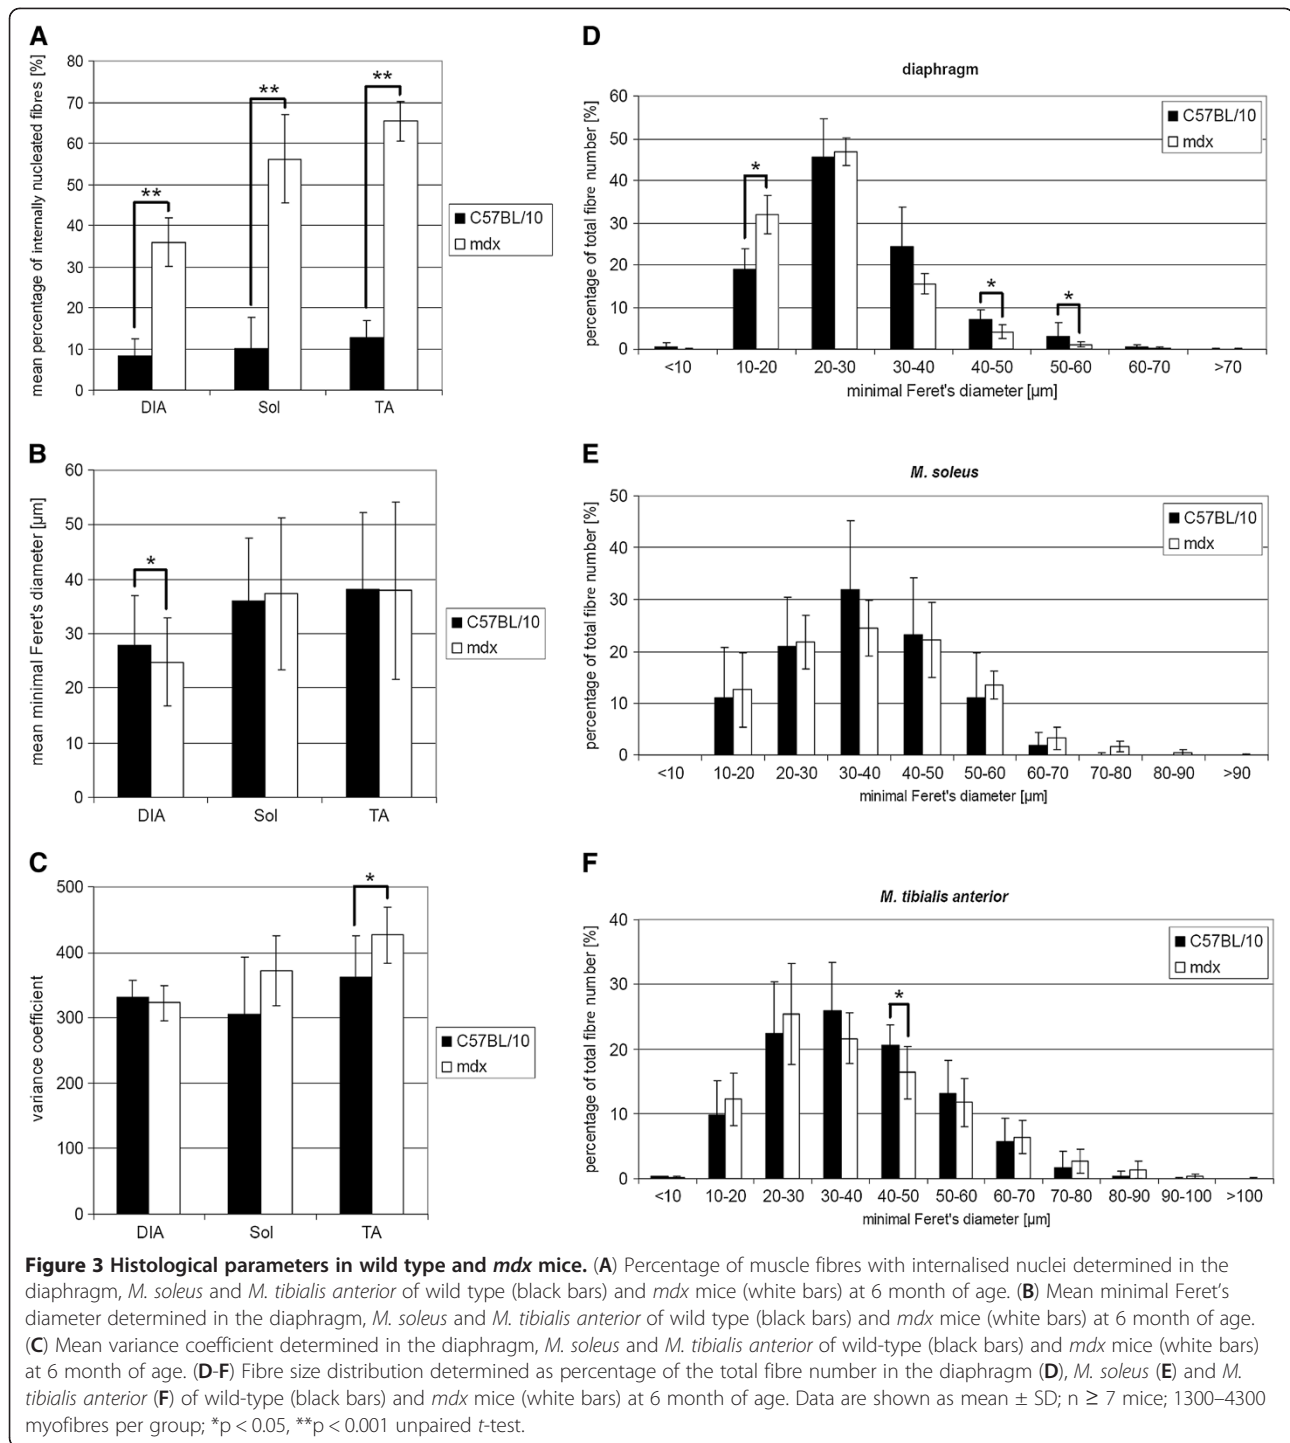 A
mean percentage of internally nucleated fibres [%]
80
70
60
50
40
30
20
10
0
**
**
**
DIA Sol TA
C57BL/10
mdx
B
mean minimal Feret's diameter [µm]
60
50
40
30
20
10
0
*
DIA Sol TA
C57BL/10
mdx
C
variance coefficient
500
400
300
200
100
0
*
DIA Sol TA
C57BL/10
mdx
D
diaphragm
percentage of total fibre number [%]
60
50
40
30
20
10
0
*
*
*
C57BL/10
mdx
<10 10-20 20-30 30-40 40-50 50-60 60-70 >70
minimal Feret's diameter [µm]
E
M. soleus
percentage of total fibre number [%]
50
40
30
20
10
0
C57BL/10
mdx
<10 10-20 20-30 30-40 40-50 50-60 60-70 70-80 80-90 >90
minimal Feret's diameter [µm]
F
M. tibialis anterior
percentage of total fibre number [%]
40
30
20
10
0
*
C57BL/10
mdx
<10 10-20 20-30 30-40 40-50 50-60 60-70 70-80 80-90 90-100 >100
minimal Feret's diameter [µm]
Figure 3 Histological parameters in wild type and mdx mice. (A) Percentage of muscle fibres with internalised nuclei determined in the
diaphragm, M. soleus and M. tibialis anterior of wild type (black bars) and mdx mice (white bars) at 6 month of age. (B) Mean minimal Feret's
diameter determined in the diaphragm, M. soleus and M. tibialis anterior of wild type (black bars) and mdx mice (white bars) at 6 month of age.
(C) Mean variance coefficient determined in the diaphragm, M. soleus and M. tibialis anterior of wild-type (black bars) and mdx mice (white bars)
at 6 month of age. (D-F) Fibre size distribution determined as percentage of the total fibre number in the diaphragm (D), M. soleus (E) and M.
tibialis anterior (F) of wild-type (black bars) and mdx mice (white bars) at 6 month of age. Data are shown as mean ± SD; n ≥ 7 mice; 1300–4300
myofibres per group; *p < 0.05, **p < 0.001 unpaired t-test.